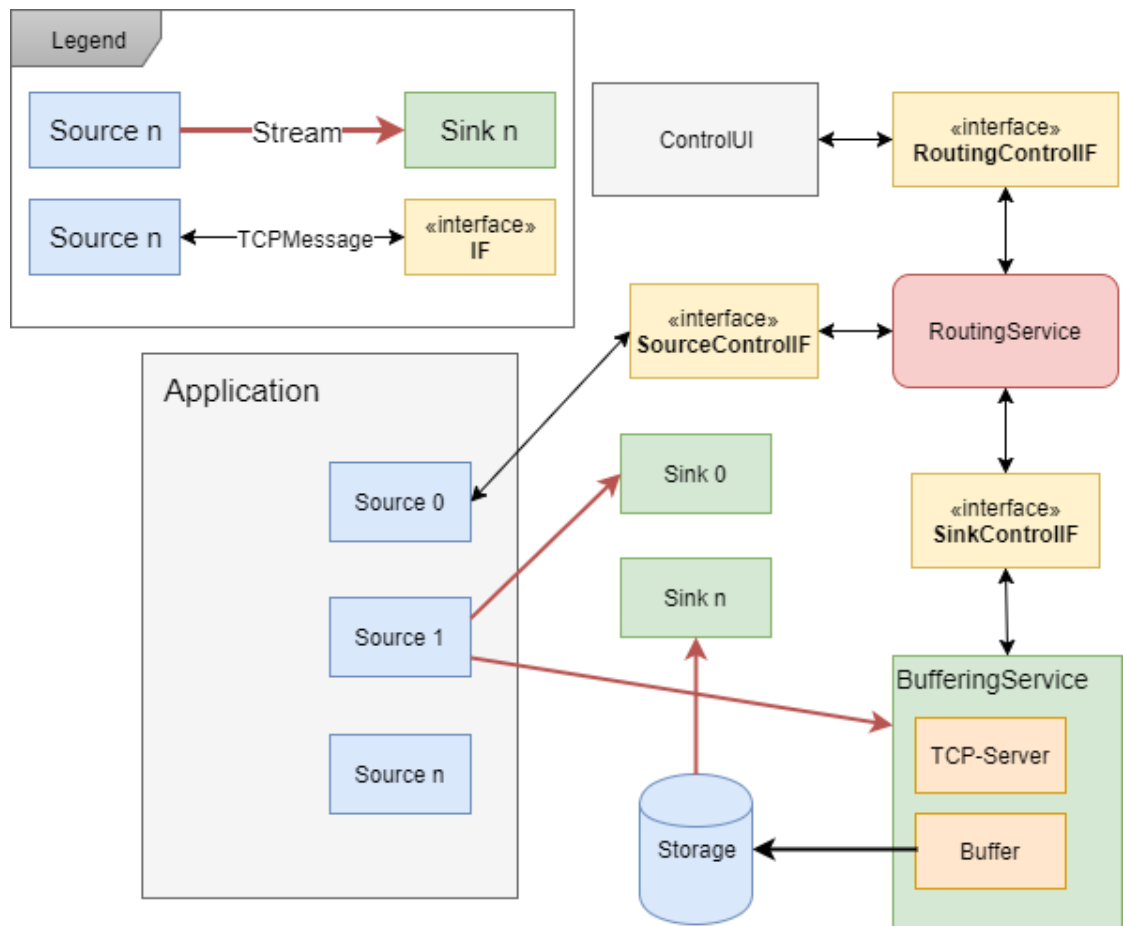 Legend
Source n
Stream
Sink n
Source n
TCPMessage
«interface»
IF
ControlUI
«interface»
RoutingControlIF
«interface»
SourceControlIF
RoutingService
Application
Source 0
Sink 0
«interface»
SinkControlIF
Source 1
Sink n
BufferingService
TCP-Server
Source n
Storage
Buffer